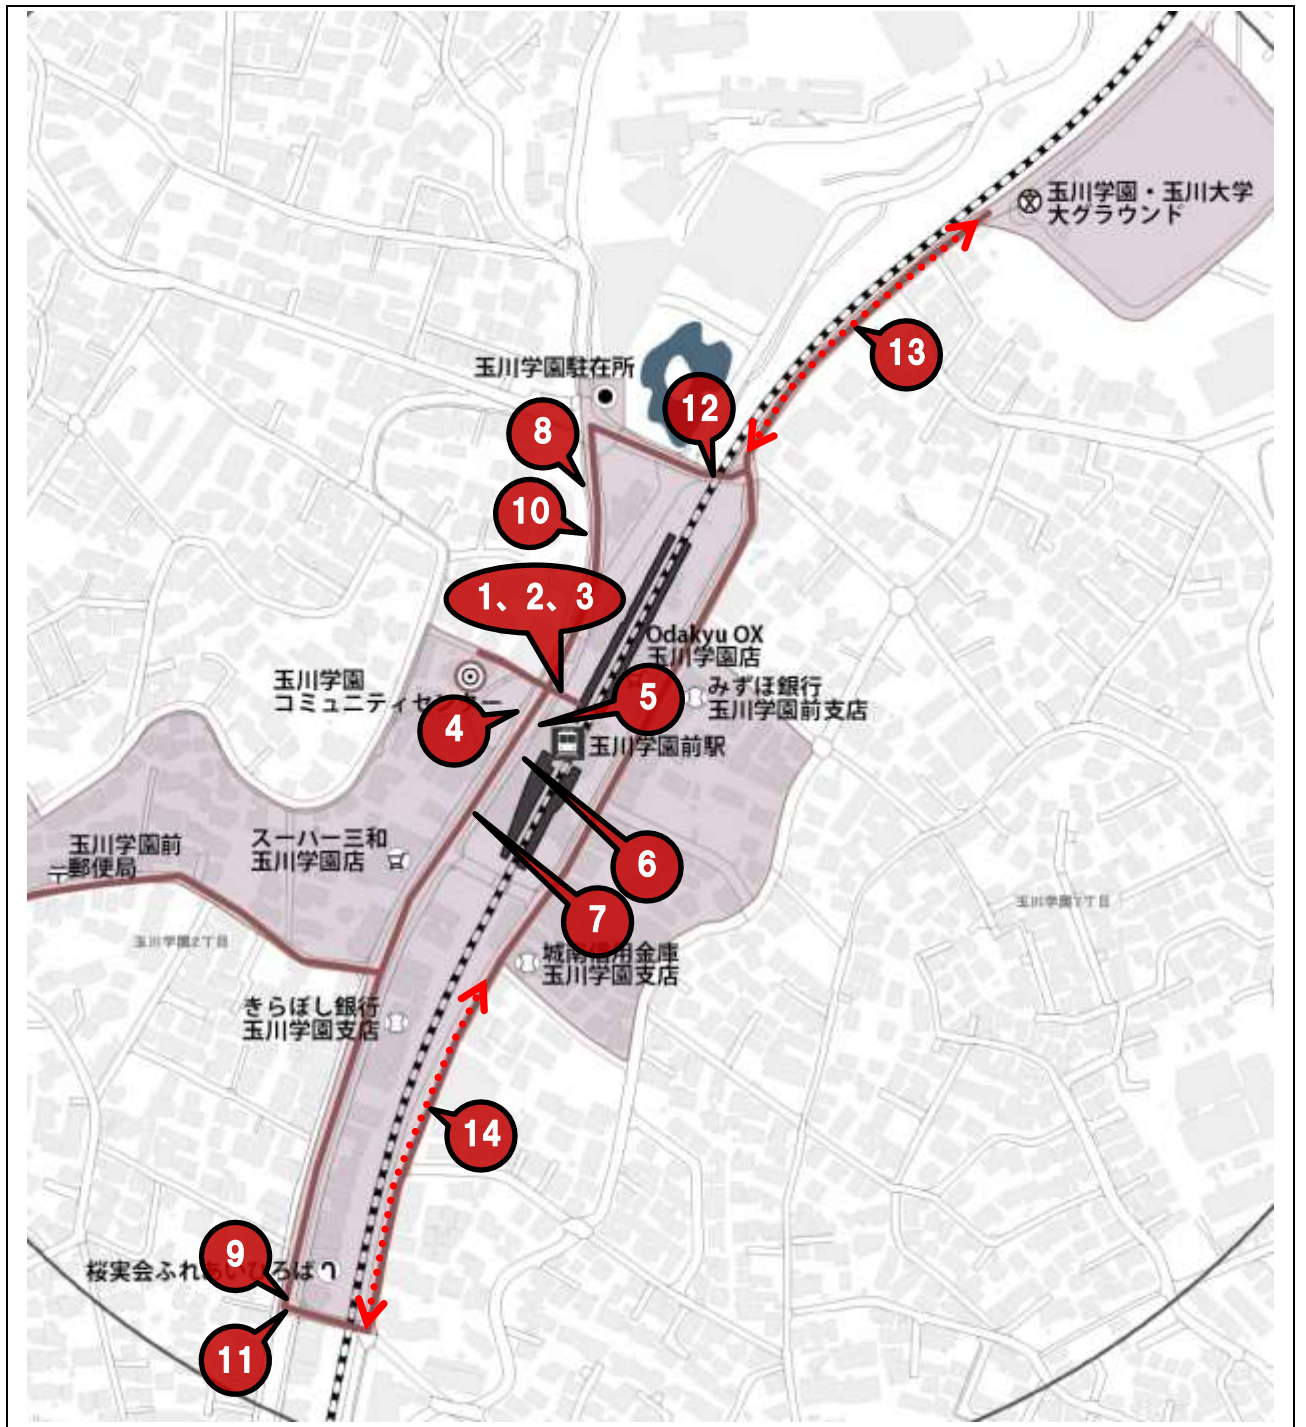 玉川学園・玉川大学
大グラウンド
13
玉川学園駐在所
12
8
10
1、2、3
Odakyu OX
玉川学園店
玉川学園
コミュニティセンター
5
みずほ銀行
玉川学園前支店
4
玉川学園前駅
玉川学園前
郵便局
スーパー三和
玉川学園店
6
7
玉川学園7丁目
玉川学園2丁目
城南信用金庫
玉川学園支店
きらぼし銀行
玉川学園支店
14
9
桜実会ふれあいひろば
11